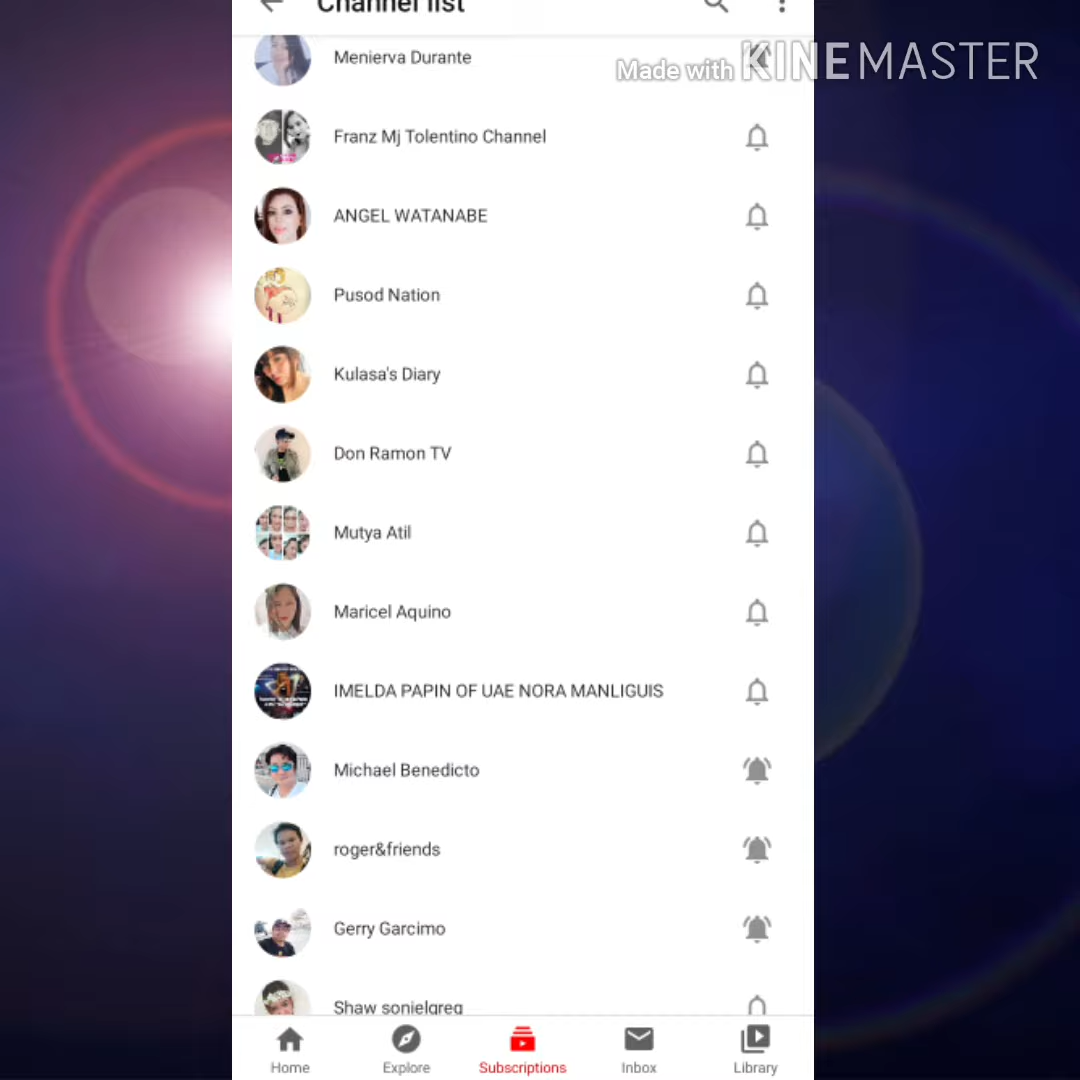 Channel list
Menierva Durante
Made with KINEMASTER
Franz Mj Tolentino Channel
ANGEL WATANABE
Pusod Nation
Kulasa's Diary
Don Ramon TV
Mutya Atil
Maricel Aquino
IMELDA PAPIN OF UAE NORA MANLIGUIS
Michael Benedicto
roger&friends
Gerry Garcimo
Shaw sonielgreg
Home Explore Subscriptions Inbox Library